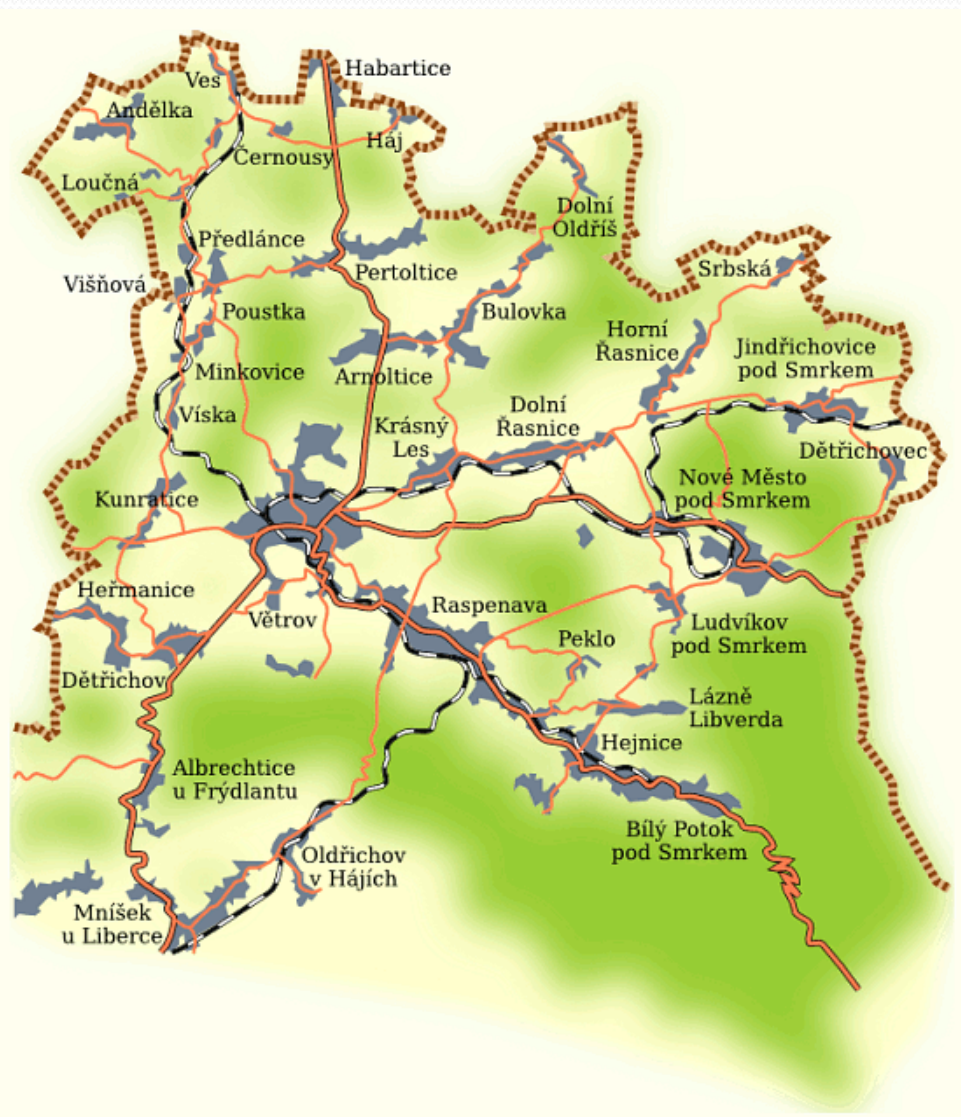 Habartice
Ves
Andělka
Háj
Černousy
Loučná
Dolní
Oldříš
Předlánce
Srbská
Pertoltice
Višňová
Poustka
Bulovka
Horní
Řasnice
Jindřichovice
pod Smrkem
Minkovice
Arnoltice
Dolní
Řasnice
Víska
Krásný
Les
Dětřichovec
Nové Město
pod Smrkem
Kunratice
Heřmanice
Raspenava
Větrov
Ludvíkov
pod Smrkem
Peklo
Dětřichov
Lázně
Libverda
Hejnice
Albrechtice
u Frýdlantu
Bílý Potok
pod Smrkem
Oldřichov
v Hájích
Mníšek
u Liberce